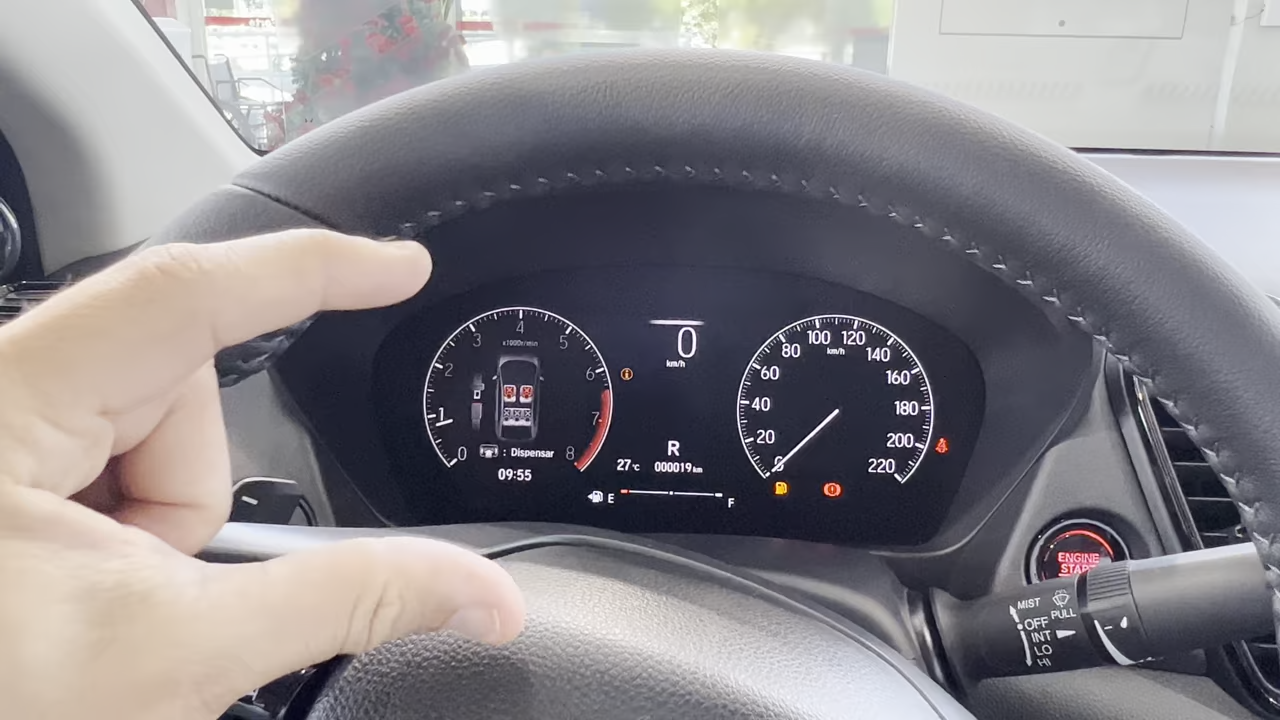 0 1 2 3 4 5 6 7 8
x1000r/min
: Dispensar
09:55
0
km/h
R
27°C 000019 km
E F
0 20 40 60 80 100 120 140 160 180 200 220
km/h
ENGINE
START
MIST
PULL
OFF
INT
LO
HI